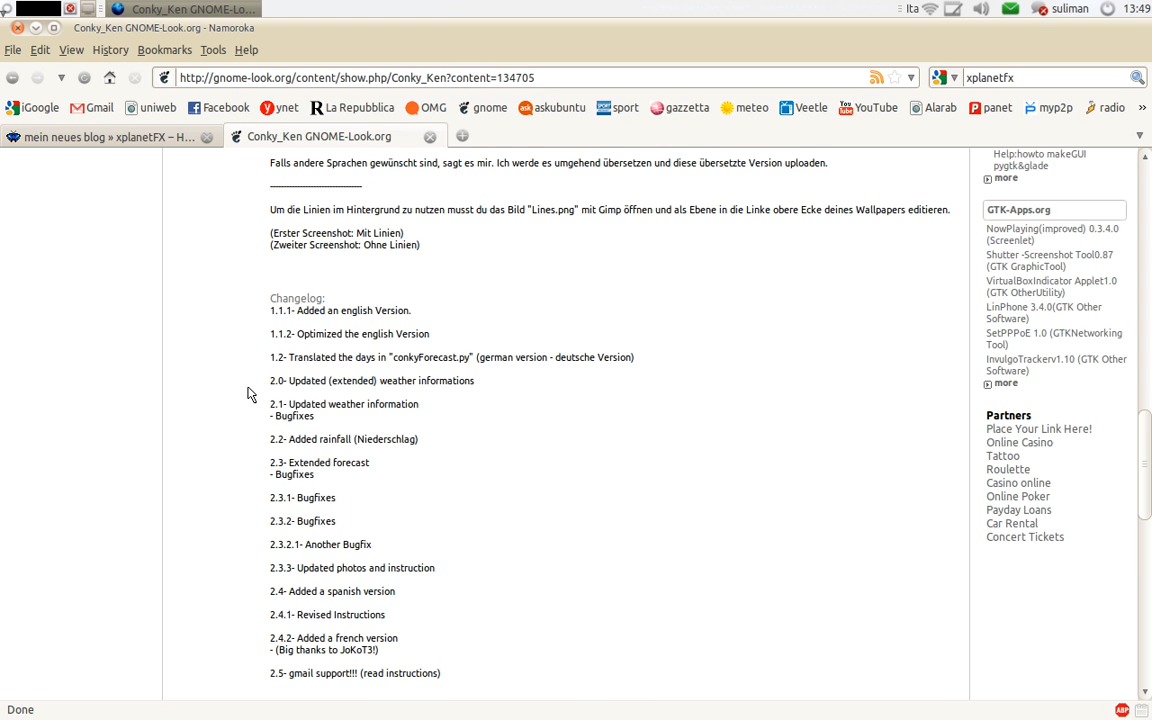 Conky_Ken GNOME-Lo...
Ita
suliman
13:49
Conky_Ken GNOME-Look.org - Namoroka
File Edit View History Bookmarks Tools Help
http://gnome-look.org/content/show.php/Conky_Ken?content=134705
xplanetfx
iGoogle Gmail uniweb Facebook ynet La Repubblica OMG gnome askubuntu sport gazzetta meteo Veetle YouTube Alarab panet myp2p radio
mein neues blog » xplanetFX – H...
Conky_Ken GNOME-Look.org
Falls andere Sprachen gewünscht sind, sagt es mir. Ich werde es umgehend übersetzen und diese übersetzte Version uploaden.
---------------------------------
Um die Linien im Hintergrund zu nutzen musst du das Bild "Lines.png" mit Gimp öffnen und als Ebene in die Linke obere Ecke deines Wallpapers editieren.
(Erster Screenshot: Mit Linien)
(Zweiter Screenshot: Ohne Linien)
Changelog:
1.1.1- Added an english Version.
1.1.2- Optimized the english Version
1.2- Translated the days in "conkyForecast.py" (german version - deutsche Version)
2.0- Updated (extended) weather informations
2.1- Updated weather information
- Bugfixes
2.2- Added rainfall (Niederschlag)
2.3- Extended forecast
- Bugfixes
2.3.1- Bugfixes
2.3.2- Bugfixes
2.3.2.1- Another Bugfix
2.3.3- Updated photos and instruction
2.4- Added a spanish version
2.4.1- Revised Instructions
2.4.2- Added a french version
- (Big thanks to JoKoT3!)
2.5- gmail support!!! (read instructions)
Help:howto makeGUI
pygtk&glade
more
GTK-Apps.org
NowPlaying(improved) 0.3.4.0
(Screenlet)
Shutter -Screenshot Tool0.87
(GTK GraphicTool)
VirtualBoxIndicator Applet1.0
(GTK OtherUtility)
LinPhone 3.4.0(GTK Other
Software)
SetPPPoE 1.0 (GTKNetworking
Tool)
InvulgoTrackerv1.10 (GTK Other
Software)
more
Partners
Place Your Link Here!
Online Casino
Tattoo
Roulette
Casino online
Online Poker
Payday Loans
Car Rental
Concert Tickets
Done
ABP